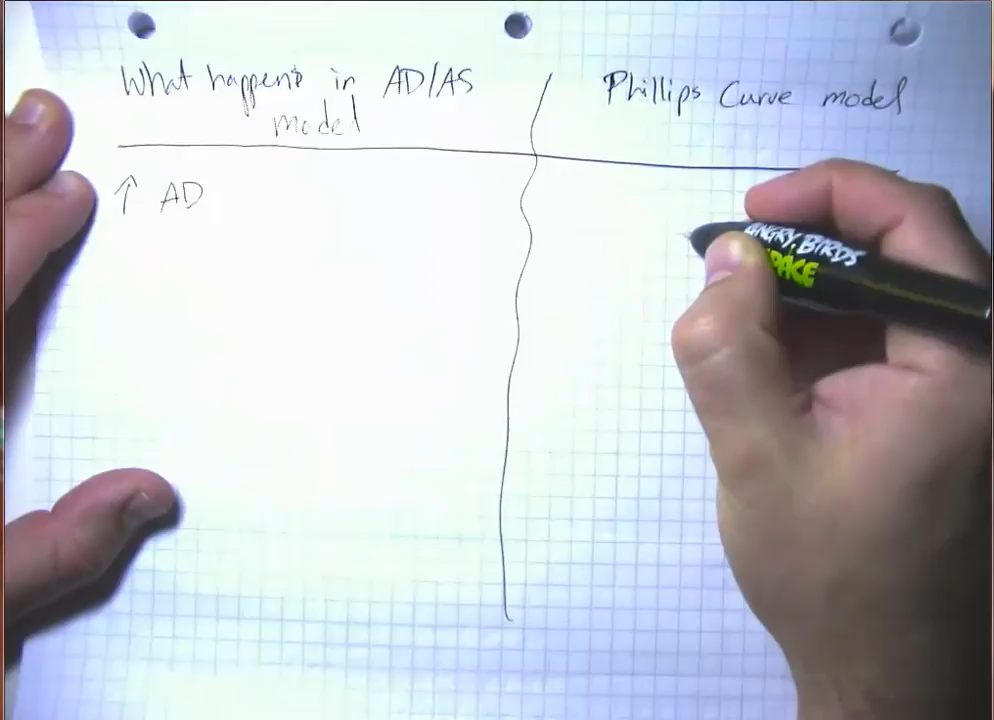 What happens in AD/AS
model
Phillips Curve model
↑ AD
ANGRY BIRDS
SPACE